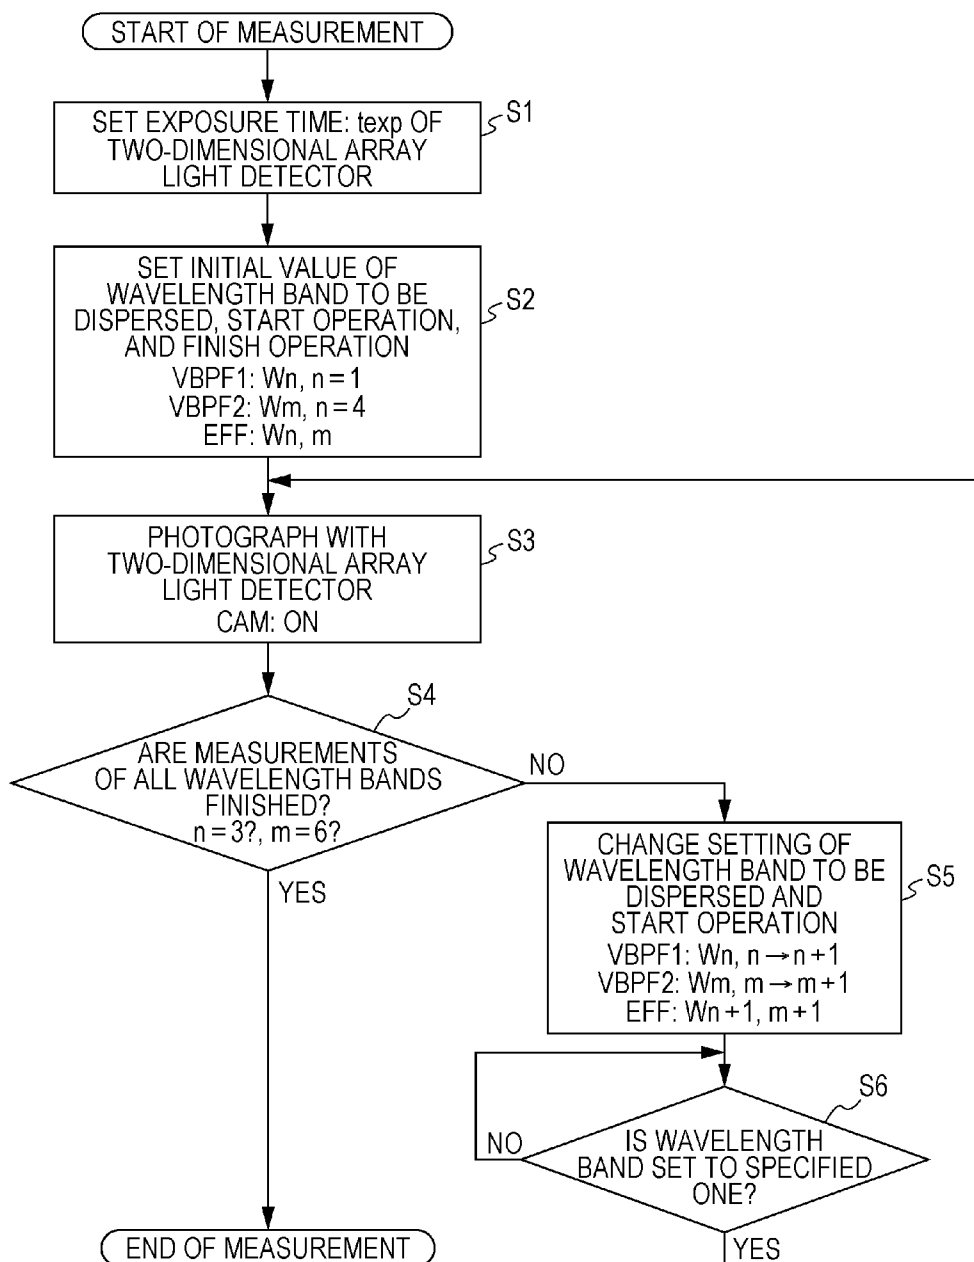 START OF MEASUREMENT
SET EXPOSURE TIME: texp OF
TWO-DIMENSIONAL ARRAY
LIGHT DETECTOR
S1
SET INITIAL VALUE OF
WAVELENGTH BAND TO BE
DISPERSED, START OPERATION,
AND FINISH OPERATION
VBPF1: Wn, n = 1
VBPF2: Wm, n = 4
EFF: Wn, m
S2
PHOTOGRAPH WITH
TWO-DIMENSIONAL ARRAY
LIGHT DETECTOR
CAM: ON
S3
S4
ARE MEASUREMENTS
OF ALL WAVELENGTH BANDS
FINISHED?
n = 3?, m = 6?
NO
YES
CHANGE SETTING OF
WAVELENGTH BAND TO BE
DISPERSED AND
START OPERATION
VBPF1: Wn, n → n + 1
VBPF2: Wm, m → m + 1
EFF: Wn + 1, m + 1
S5
S6
IS WAVELENGTH
BAND SET TO SPECIFIED
ONE?
NO
YES
END OF MEASUREMENT